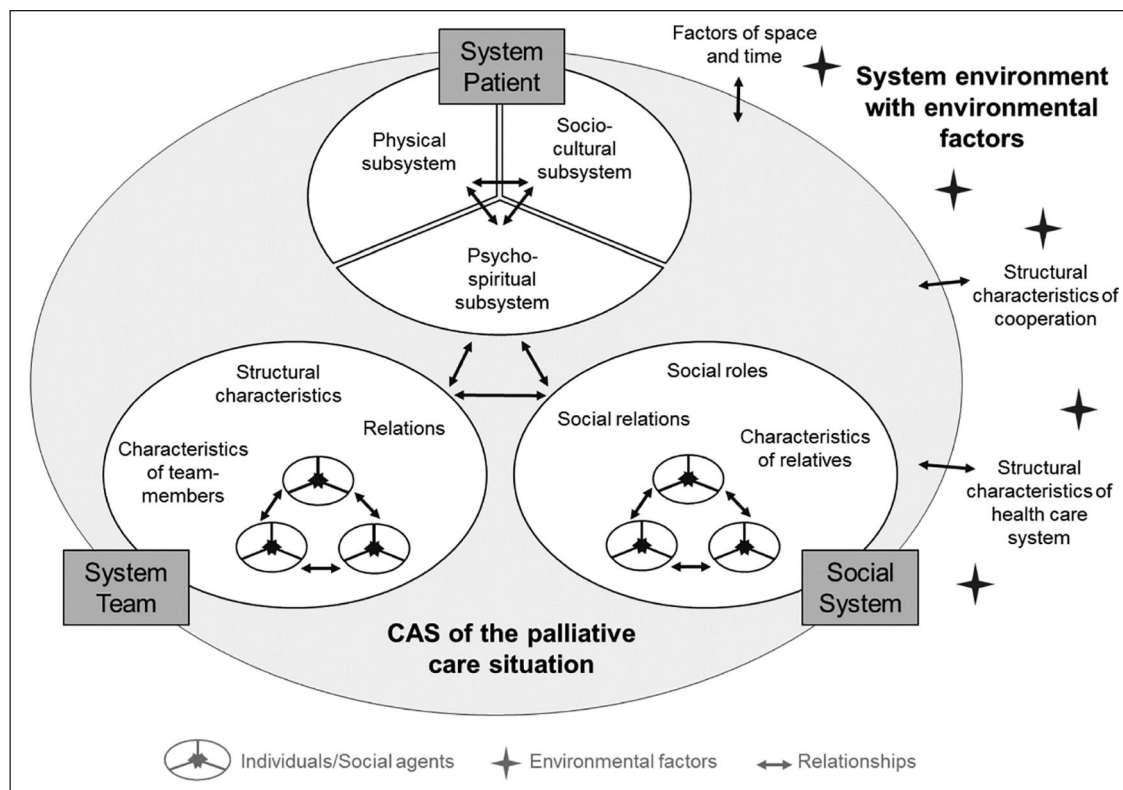 System
Patient
Factors of space
and time
System environment
with environmental
factors
Physical
subsystem
Socio-
cultural
subsystem
Psycho-
spiritual
subsystem
Structural
characteristics of
cooperation
Structural
characteristics
Relations
Characteristics
of team-
members
Social roles
Social relations
Characteristics
of relatives
Structural
characteristics of
health care
system
System
Team
Social
System
CAS of the palliative
care situation
Individuals/Social agents
Environmental factors
Relationships